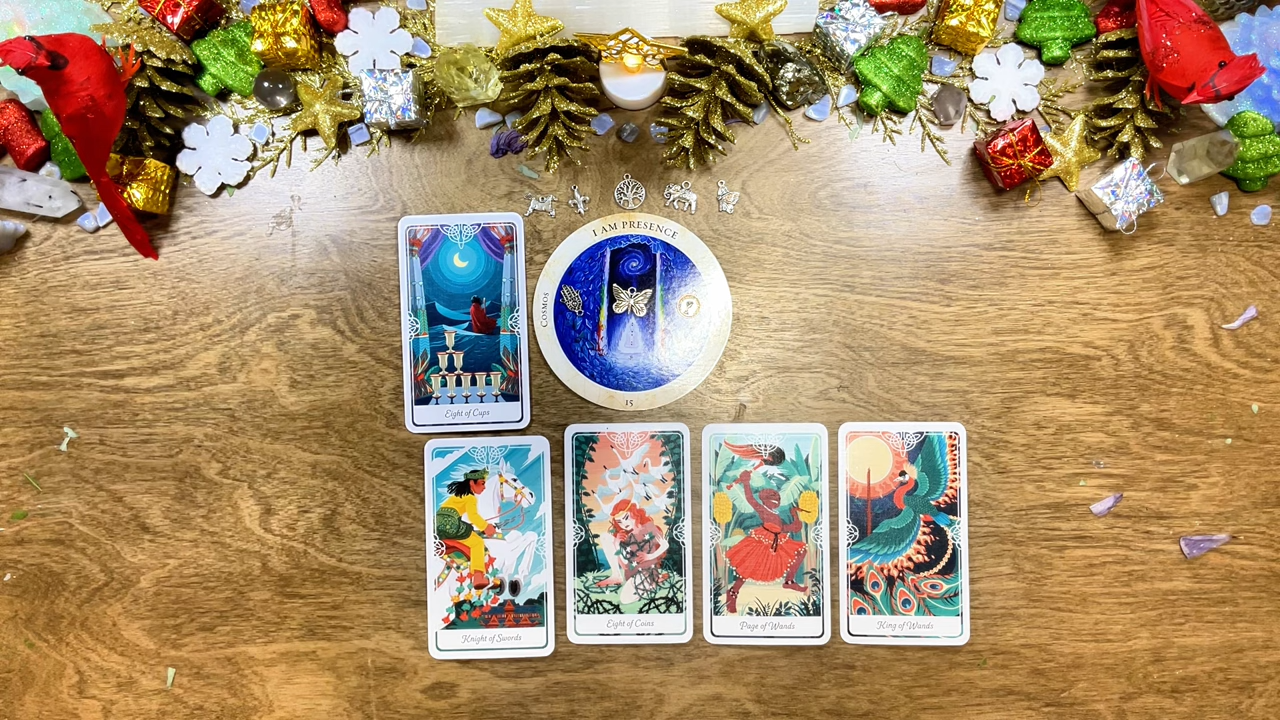 Eight of Cups
I AM PRESENCE
COSMOS
15
Knight of Swords
Eight of Coins
Page of Wands
King of Wands